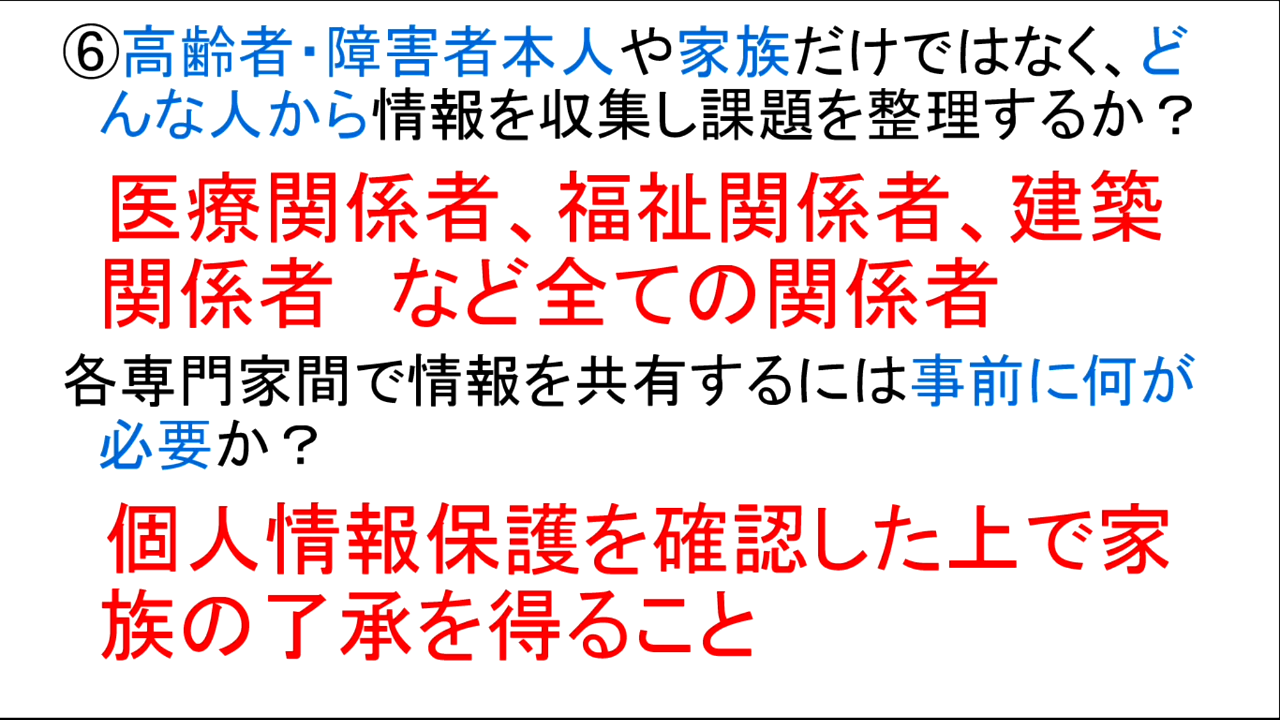 ⑥高齢者・障害者本人や家族だけではなく、ど
んな人から情報を収集し課題を整理するか？
医療関係者、福祉関係者、建築
関係者　など全ての関係者
各専門家間で情報を共有するには事前に何が
必要か？
個人情報保護を確認した上で家
族の了承を得ること